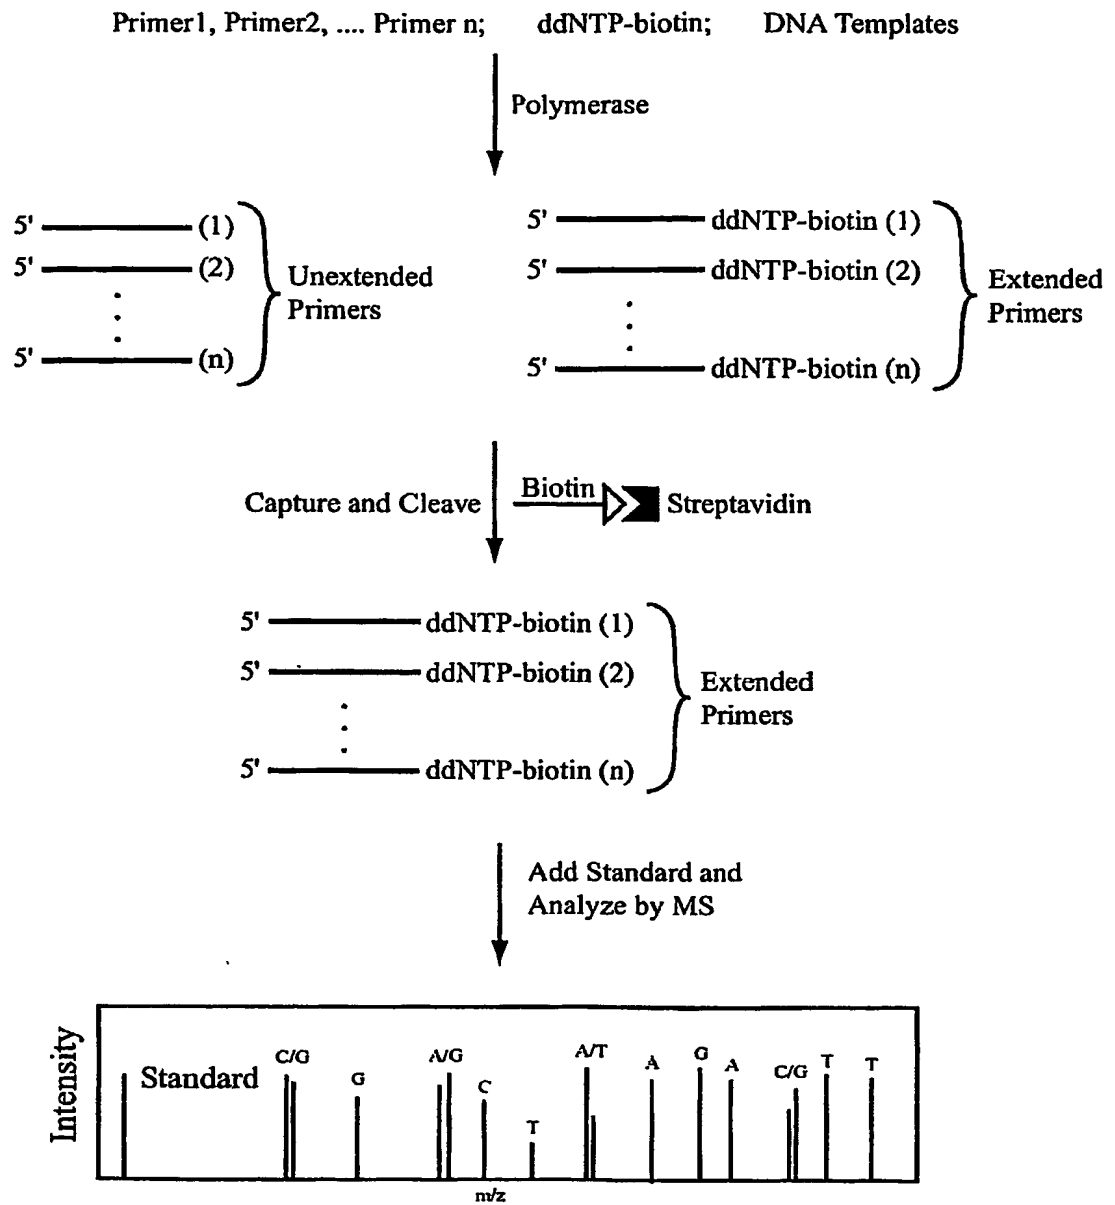 Primer1, Primer2, .... Primer n; ddNTP-biotin; DNA Templates
Polymerase
5' (1)
5' (2)
5' (n)
Unextended
Primers
5' ddNTP-biotin (1)
5' ddNTP-biotin (2)
5' ddNTP-biotin (n)
Extended
Primers
Capture and Cleave
Biotin
Streptavidin
5' ddNTP-biotin (1)
5' ddNTP-biotin (2)
5' ddNTP-biotin (n)
Extended
Primers
Add Standard and
Analyze by MS
Intensity
Standard
C/G
G
A/G
C
T
A/T
A
G
A
C/G
T
T
m/z